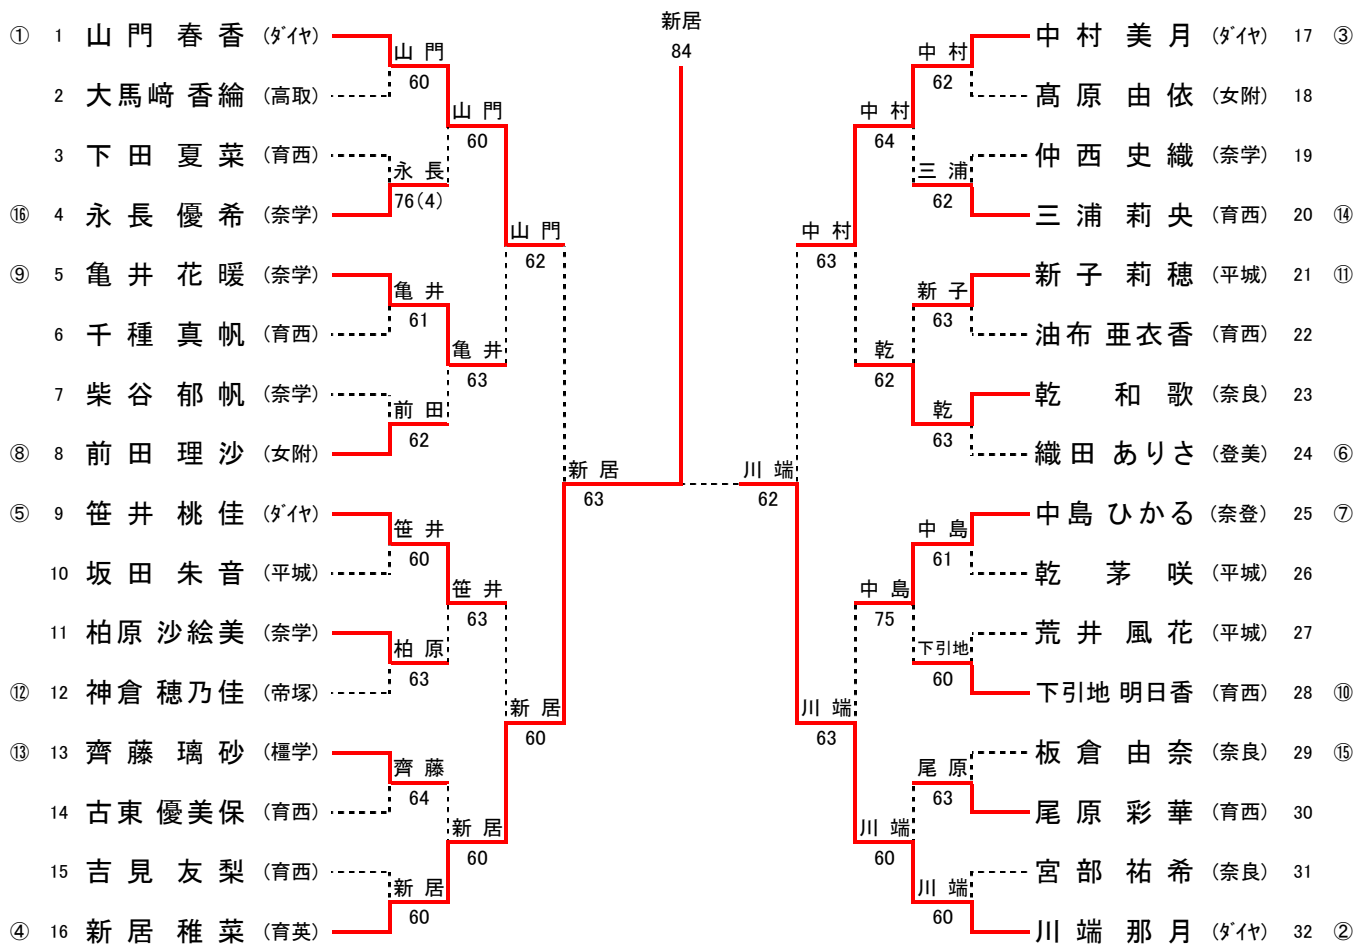 新居
84
① 1 山門 春香 (ダイヤ)
山門
60
2 大馬﨑 香綸 (高取)
山門
60
3 下田 夏菜 (育西)
永長
76(4)
⑯ 4 永長 優希 (奈学)
山門
62
⑨ 5 亀井 花暖 (奈学)
亀井
61
6 千種 真帆 (育西)
亀井
63
7 柴谷 郁帆 (奈学)
前田
62
⑧ 8 前田 理沙 (女附)
新居
63
⑤ 9 笹井 桃佳 (ダイヤ)
笹井
60
10 坂田 朱音 (平城)
笹井
63
11 柏原 沙絵美 (奈学)
柏原
63
⑫ 12 神倉 穂乃佳 (帝塚)
新居
60
⑬ 13 齊藤 璃砂 (橿学)
齊藤
64
14 古東 優美保 (育西)
新居
60
15 吉見 友梨 (育西)
新居
60
④ 16 新居 稚菜 (育英)
中村 美月 (ダイヤ) 17 ③
中村
62
髙原 由依 (女附) 18
中村
64
仲西 史織 (奈学) 19
三浦
62
三浦 莉央 (育西) 20 ⑭
中村
63
新子 莉穂 (平城) 21 ⑪
新子
63
油布 亜衣香 (育西) 22
乾
62
乾 和歌 (奈良) 23
乾
63
織田 ありさ (登美) 24 ⑥
川端
62
中島 ひかる (奈登) 25 ⑦
中島
61
乾 茅咲 (平城) 26
中島
75
荒井 風花 (平城) 27
下引地
60
下引地 明日香 (育西) 28 ⑩
川端
63
板倉 由奈 (奈良) 29 ⑮
尾原
63
尾原 彩華 (育西) 30
川端
60
宮部 祐希 (奈良) 31
川端
60
川端 那月 (ダイヤ) 32 ②